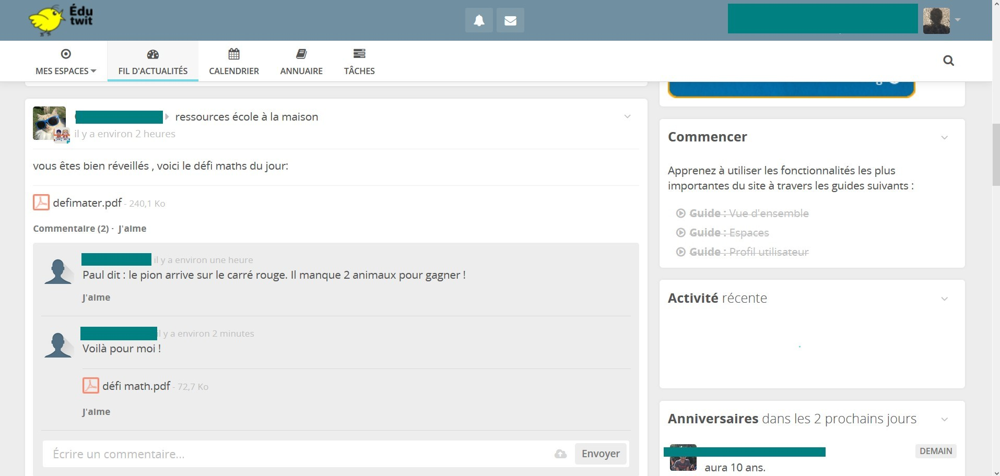 Édu
twit
MES ESPACES
FIL D'ACTUALITÉS
CALENDRIER
ANNUAIRE
TÂCHES
ressources école à la maison
il y a environ 2 heures
vous êtes bien réveillés , voici le défi maths du jour:
defimater.pdf - 240,1 Ko
Commentaire (2) · J'aime
il y a environ une heure
Paul dit : le pion arrive sur le carré rouge. Il manque 2 animaux pour gagner !
J'aime
il y a environ 2 minutes
Voilà pour moi !
défi math.pdf - 72,7 Ko
J'aime
Écrire un commentaire...
Envoyer
Commencer
Apprenez à utiliser les fonctionnalités les plus
importantes du site à travers les guides suivants :
Guide : Vue d'ensemble
Guide : Espaces
Guide : Profil utilisateur
Activité récente
Anniversaires dans les 2 prochains jours
DEMAIN
aura 10 ans.